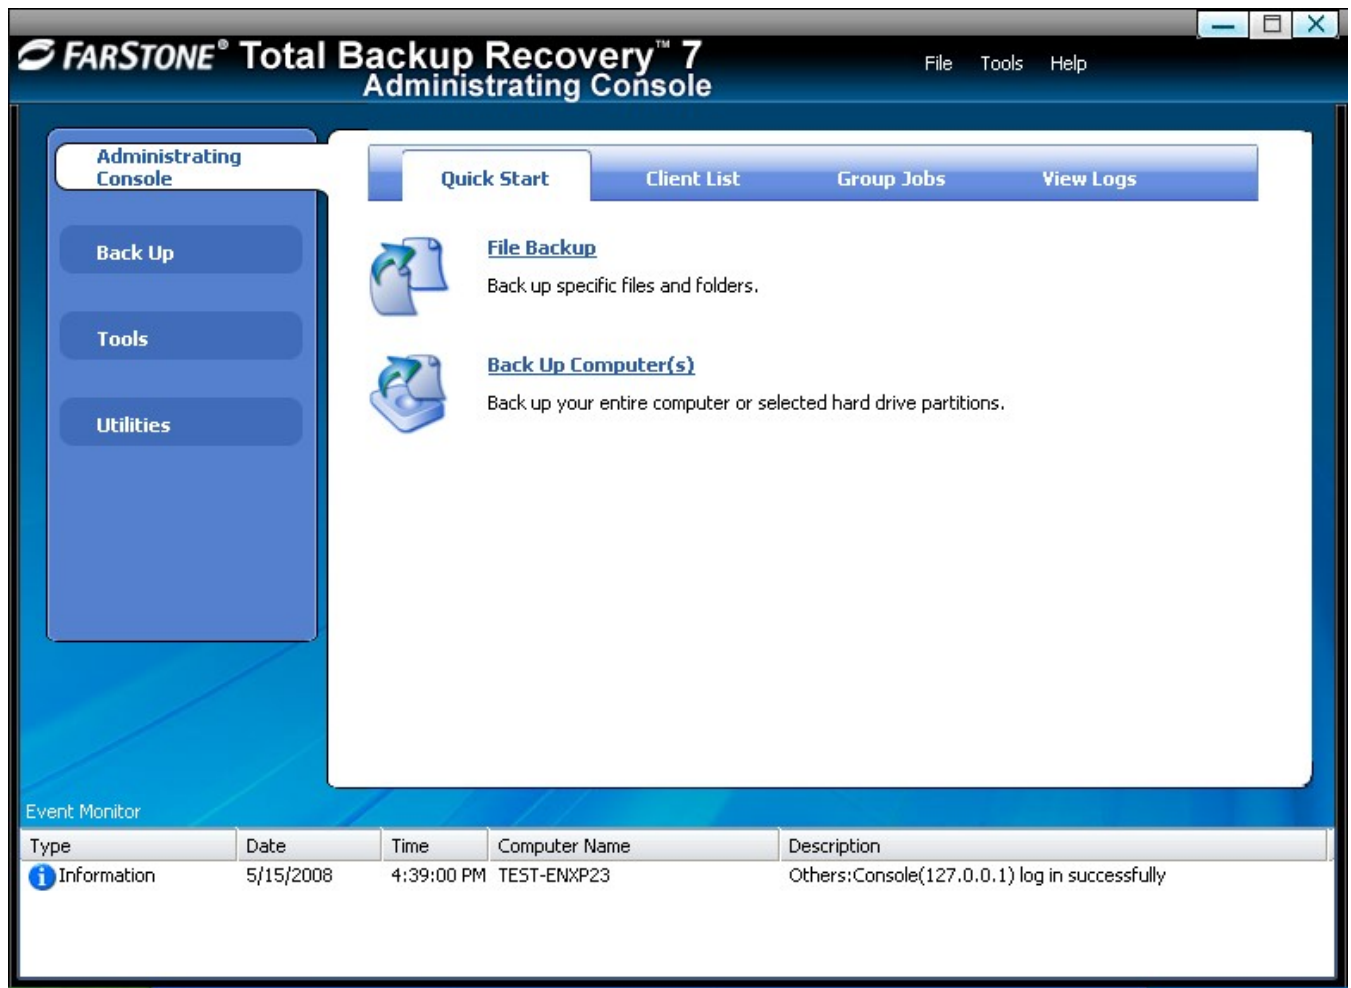 FARSTONE® Total Backup Recovery™ 7
Administrating Console
File Tools Help
Administrating
Console
Back Up
Tools
Utilities
Quick Start Client List Group Jobs View Logs
File Backup
Back up specific files and folders.
Back Up Computer(s)
Back up your entire computer or selected hard drive partitions.
Event Monitor
Type Date Time Computer Name Description
Information 5/15/2008 4:39:00 PM TEST-ENXP23 Others:Console(127.0.0.1) log in successfully